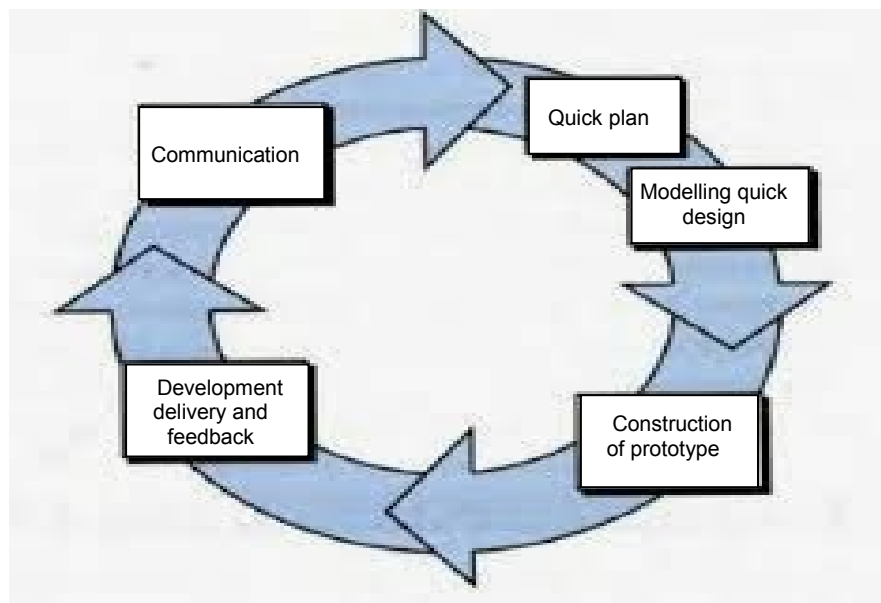 Communication
Quick plan
Modelling quick
design
Construction
of prototype
Development
delivery and
feedback